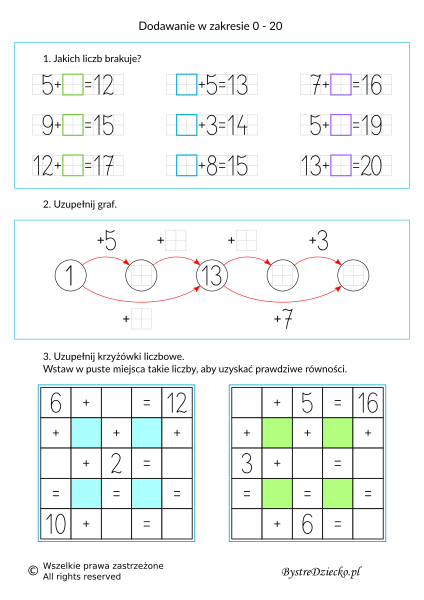 Dodawanie w zakresie 0 - 20
1. Jakich liczb brakuje?
5+ =12 +5=13 7+ =16
9+ =15 +3=14 5+ =19
12+ =17 +8=15 13+ =20
2. Uzupełnij graf.
+5 + + +3
1 13
+ +7
3. Uzupełnij krzyżówki liczbowe.
Wstaw w puste miejsca takie liczby, aby uzyskać prawdziwe równości.
6 + = 12 + 5 = 16
+ + + + + +
+ 2 = 3 + =
= = = = = =
10 + = + 6 =
© Wszelkie prawa zastrzeżone
All rights reserved
BystreDziecko.pl